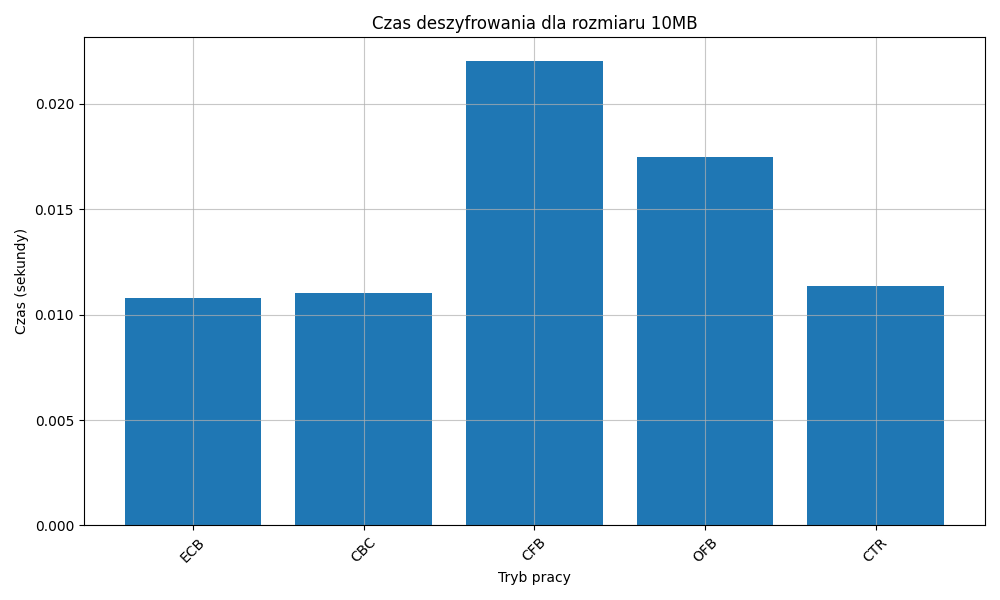 Czas deszyfrowania dla rozmiaru 10MB
Czas (sekundy)
0.020
0.015
0.010
0.005
0.000
ECB
CBC
CFB
OFB
CTR
Tryb pracy